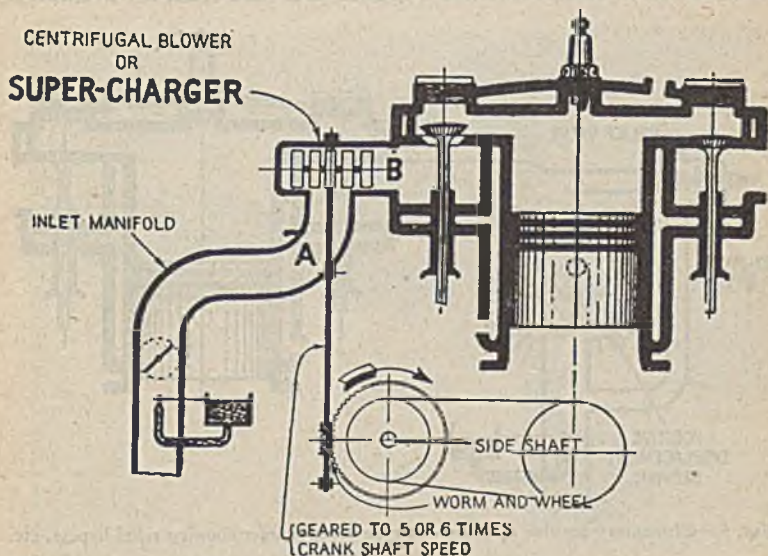 CENTRIFUGAL BLOWER
OR
SUPER-CHARGER
B
INLET MANIFOLD
A
SIDE SHAFT
WORM AND WHEEL
GEARED TO 5 OR 6 TIMES
CRANK SHAFT SPEED